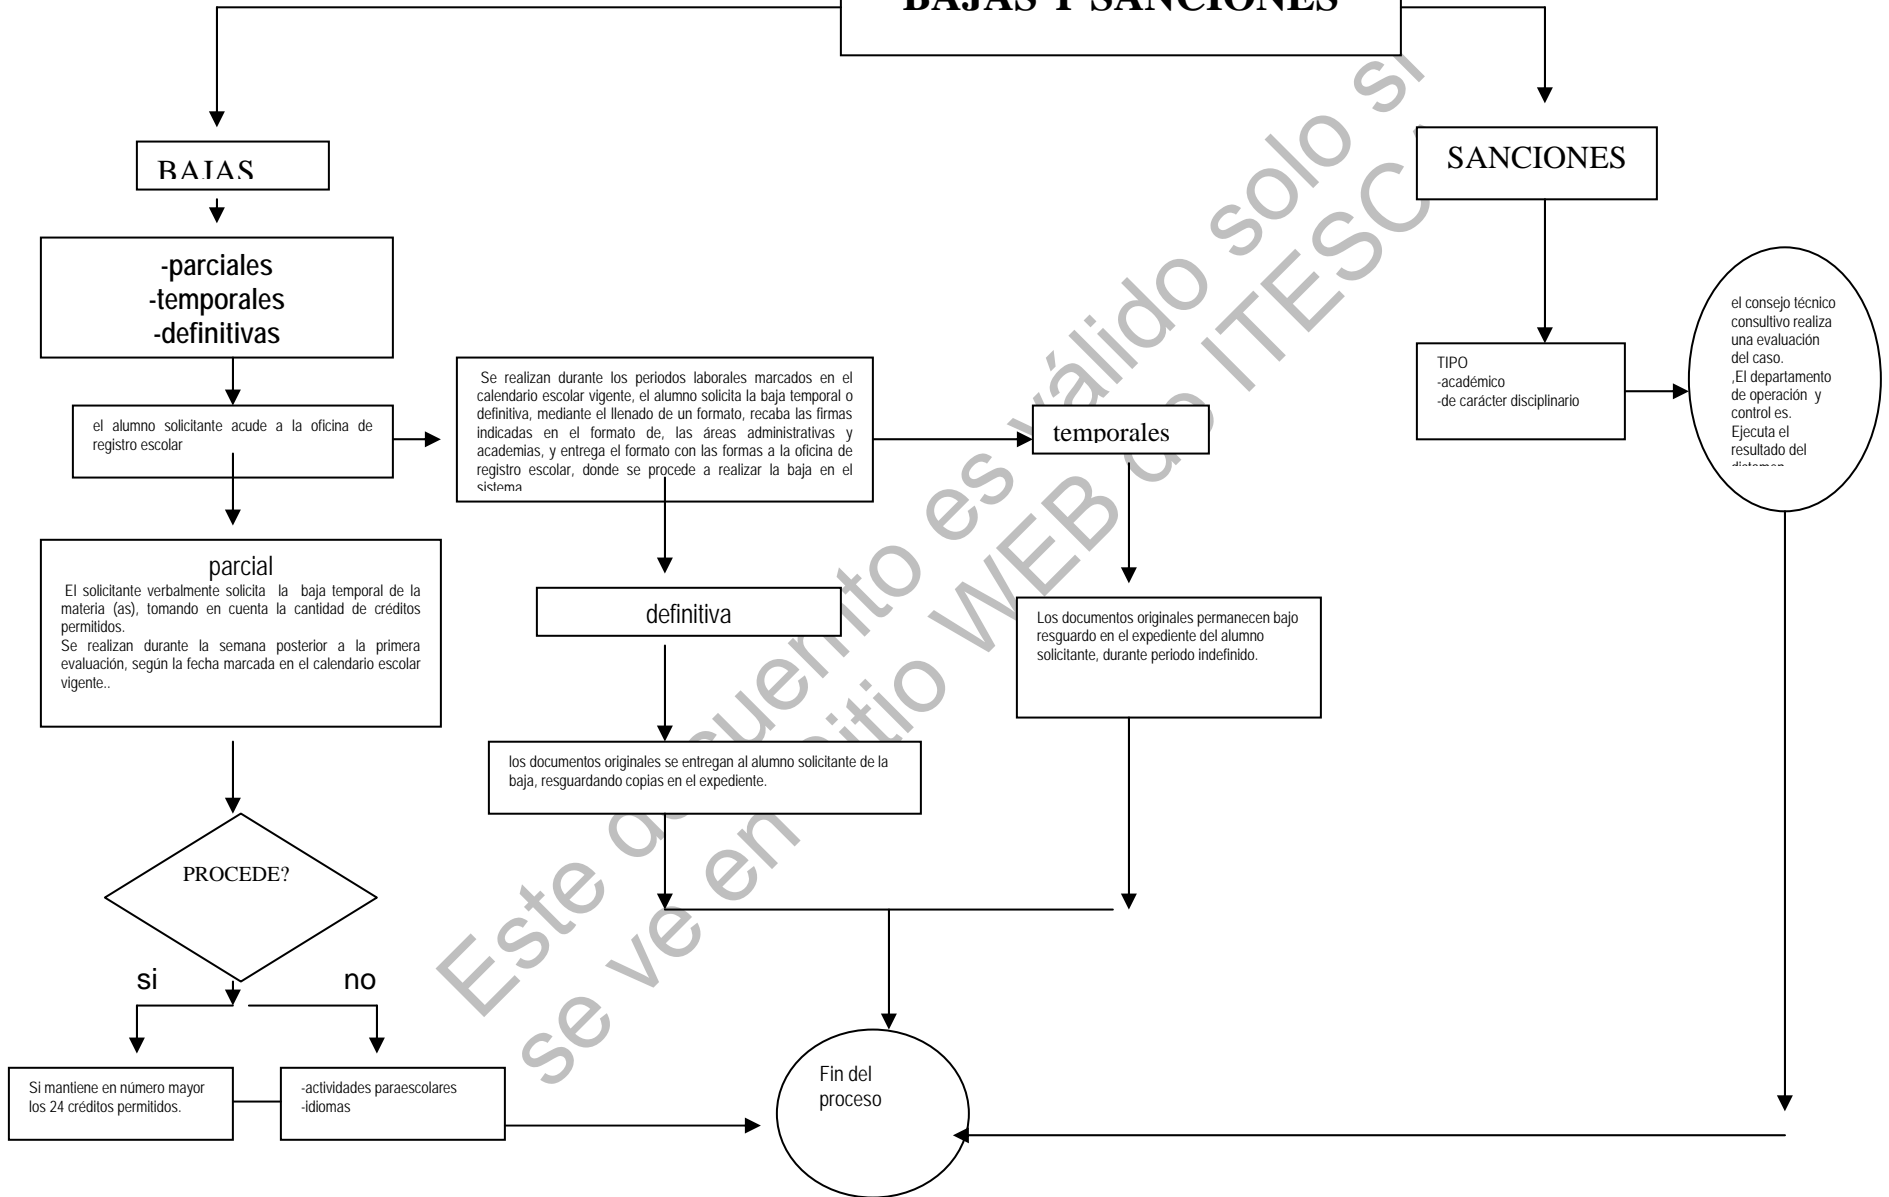 BAJAS Y SANCIONES
BAJAS
SANCIONES
-parciales
-temporales
-definitivas
el alumno solicitante acude a la oficina de
registro escolar
Se realizan durante los periodos laborales marcados en el
calendario escolar vigente, el alumno solicita la baja temporal o
definitiva, mediante el llenado de un formato, recaba las firmas
indicadas en el formato de, las áreas administrativas y
academias, y entrega el formato con las formas a la oficina de
registro escolar, donde se procede a realizar la baja en el
sistema
temporales
TIPO
-académico
-de carácter disciplinario
el consejo técnico
consultivo realiza
una evaluación
del caso.
,El departamento
de operación y
control es.
Ejecuta el
resultado del
dictamen
parcial
El solicitante verbalmente solicita la baja temporal de la
materia (as), tomando en cuenta la cantidad de créditos
permitidos.
Se realizan durante la semana posterior a la primera
evaluación, según la fecha marcada en el calendario escolar
vigente..
definitiva
Los documentos originales permanecen bajo
resguardo en el expediente del alumno
solicitante, durante periodo indefinido.
los documentos originales se entregan al alumno solicitante de la
baja, resguardando copias en el expediente.
PROCEDE?
si
no
Si mantiene en número mayor
los 24 créditos permitidos.
-actividades paraescolares
-idiomas
Fin del
proceso
Este documento es válido solo si
se ve en sitio WEB do ITESC